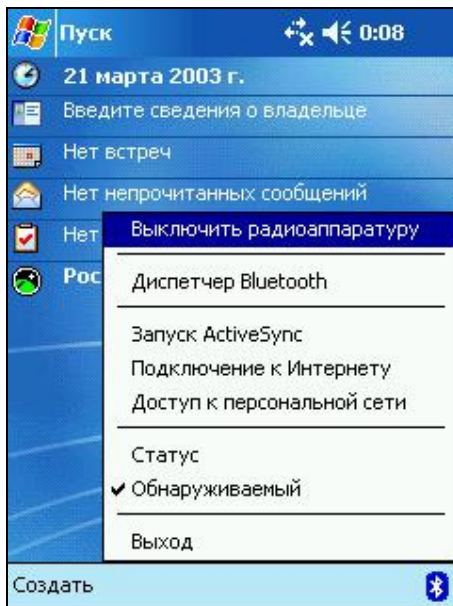 Пуск 0:08
21 марта 2003 г.
Введите сведения о владельце
Нет встреч
Нет непрочитанных сообщений
Нет
Рос
Выключить радиоаппаратуру
Диспетчер Bluetooth
Запуск ActiveSync
Подключение к Интернету
Доступ к персональной сети
Статус
Обнаруживаемый
Выход
Создать